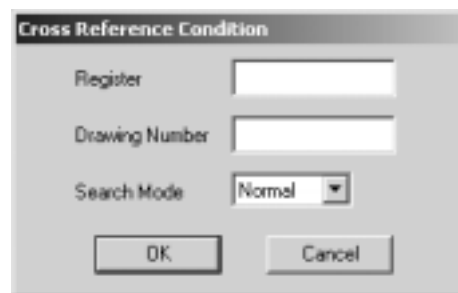 Cross Reference Condition
Register
Drawing Number
Search Mode Normal
OK Cancel